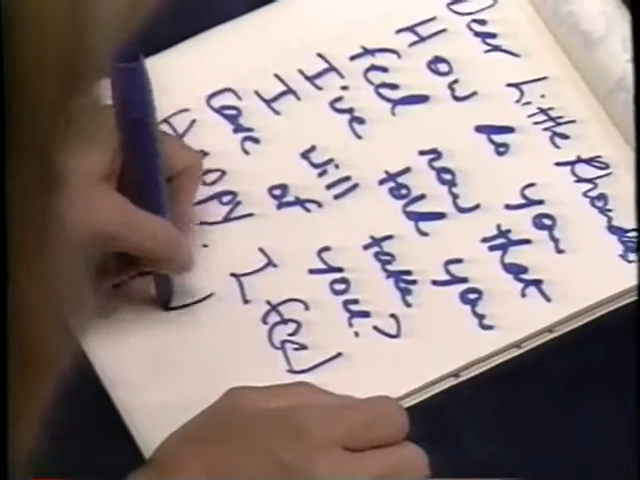 Dear Little Rhonda,
How do you
feel now that
I've told you
I will take
care of you?
Happy. I feel